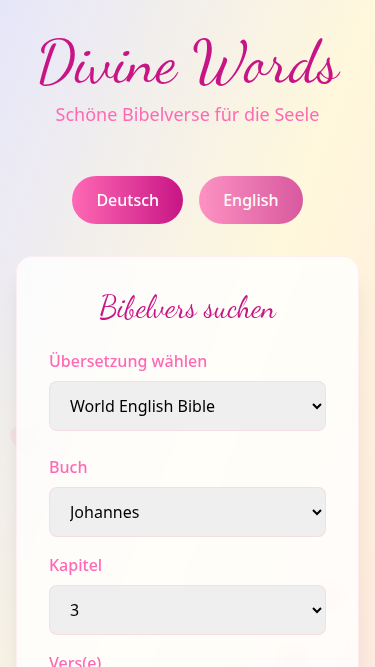 Divine Words
Schöne Bibelverse für die Seele
Deutsch
English
Bibelvers suchen
Übersetzung wählen
World English Bible
Buch
Johannes
Kapitel
3
Vers(e)